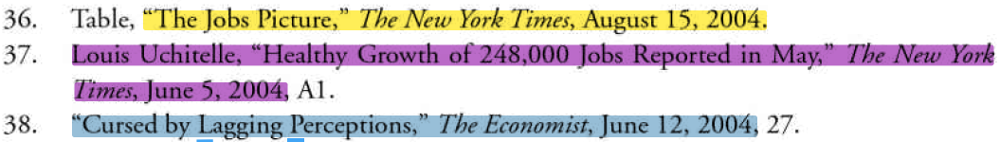 36. Table, “The Jobs Picture,” The New York Times, August 15, 2004.
37. Louis Uchitelle, “Healthy Growth of 248,000 Jobs Reported in May,” The New York
Times, June 5, 2004, A1.
38. “Cursed by Lagging Perceptions,” The Economist, June 12, 2004, 27.